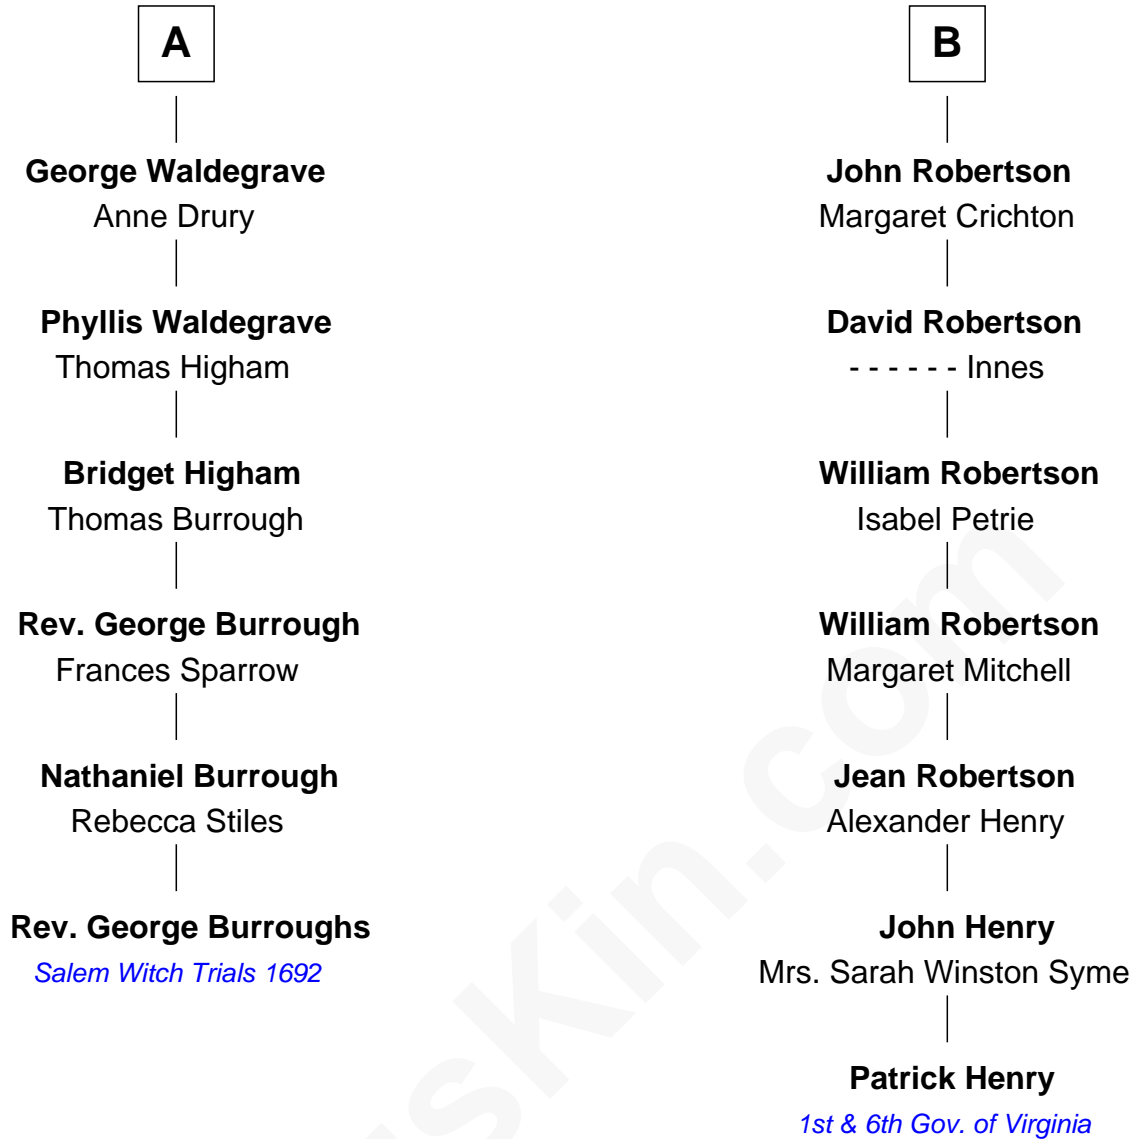 A
George Waldegrave
Anne Drury
Phyllis Waldegrave
Thomas Higham
Bridget Higham
Thomas Burrough
Rev. George Burrough
Frances Sparrow
Nathaniel Burrough
Rebecca Stiles
Rev. George Burroughs
Salem Witch Trials 1692
B
John Robertson
Margaret Crichton
David Robertson
- - - - - - Innes
William Robertson
Isabel Petrie
William Robertson
Margaret Mitchell
Jean Robertson
Alexander Henry
John Henry
Mrs. Sarah Winston Syme
Patrick Henry
1st & 6th Gov. of Virginia